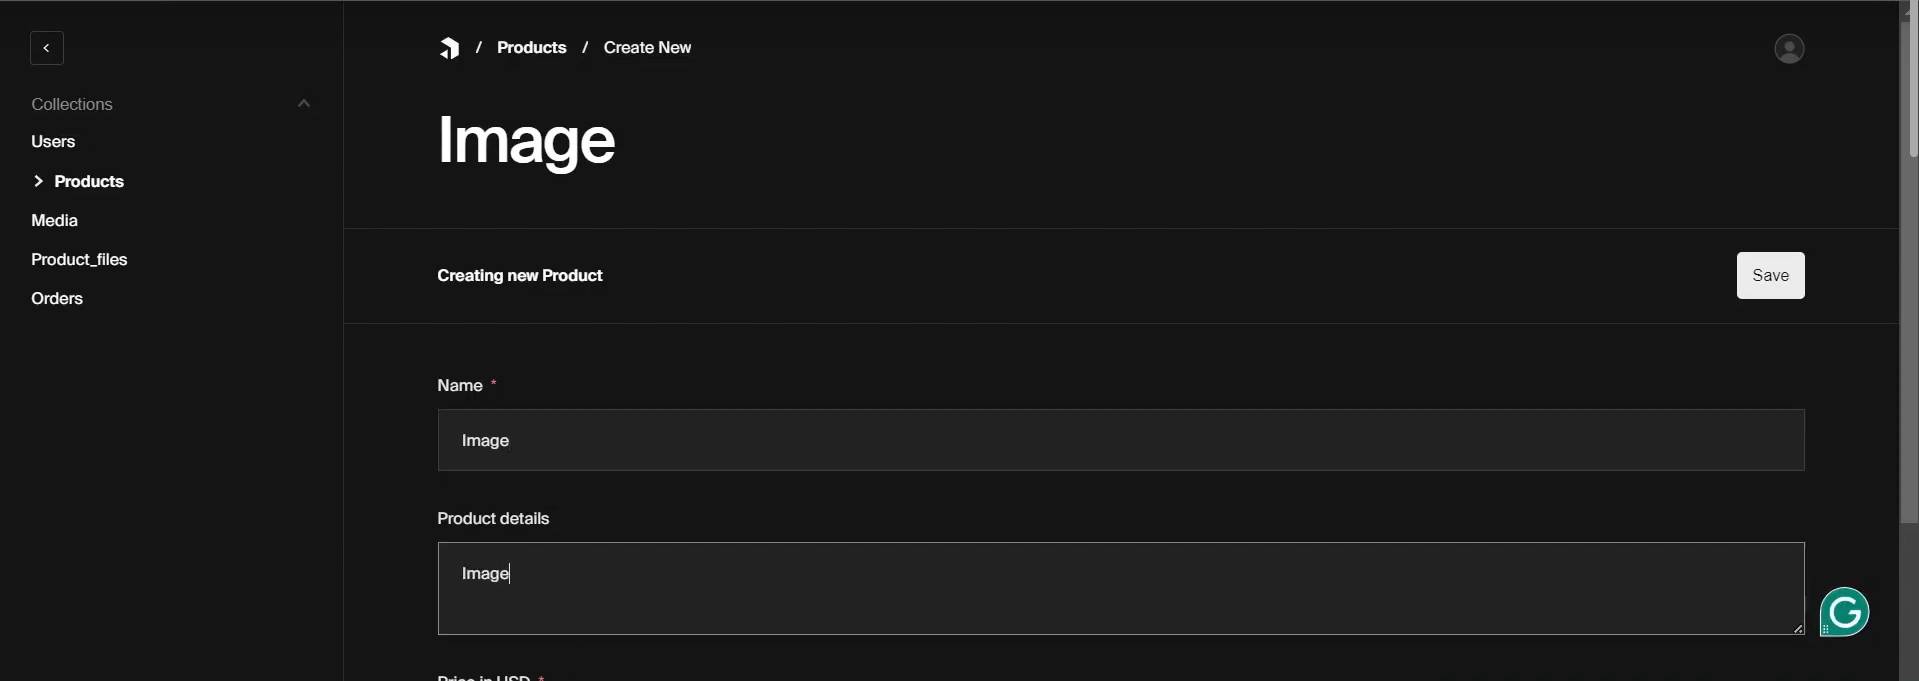 / Products / Create New
Collections
Users
Products
Media
Product_files
Orders
Image
Creating new Product
Save
Name *
Image
Product details
Image
Price in USD *